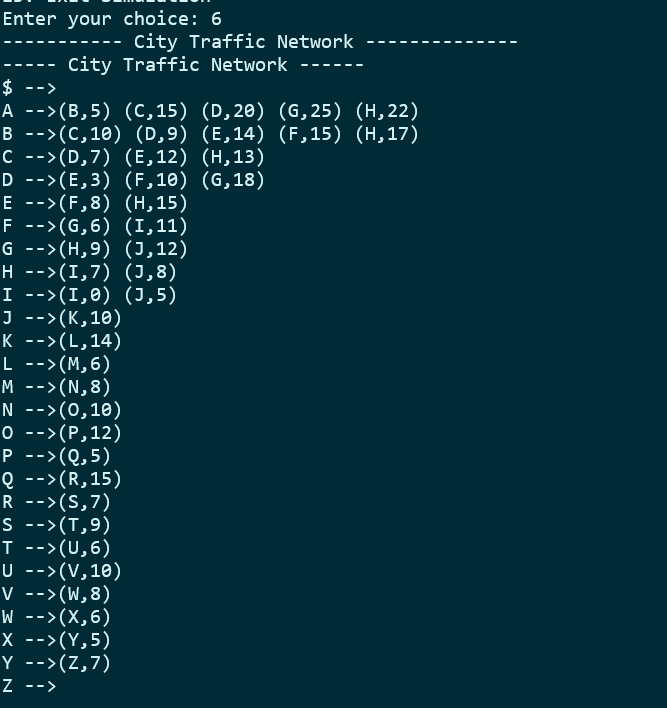 Enter your choice: 6
----------- City Traffic Network --------------
----- City Traffic Network ------
$ -->
A -->(B,5) (C,15) (D,20) (G,25) (H,22)
B -->(C,10) (D,9) (E,14) (F,15) (H,17)
C -->(D,7) (E,12) (H,13)
D -->(E,3) (F,10) (G,18)
E -->(F,8) (H,15)
F -->(G,6) (I,11)
G -->(H,9) (J,12)
H -->(I,7) (J,8)
I -->(I,0) (J,5)
J -->(K,10)
K -->(L,14)
L -->(M,6)
M -->(N,8)
N -->(O,10)
O -->(P,12)
P -->(Q,5)
Q -->(R,15)
R -->(S,7)
S -->(T,9)
T -->(U,6)
U -->(V,10)
V -->(W,8)
W -->(X,6)
X -->(Y,5)
Y -->(Z,7)
Z -->